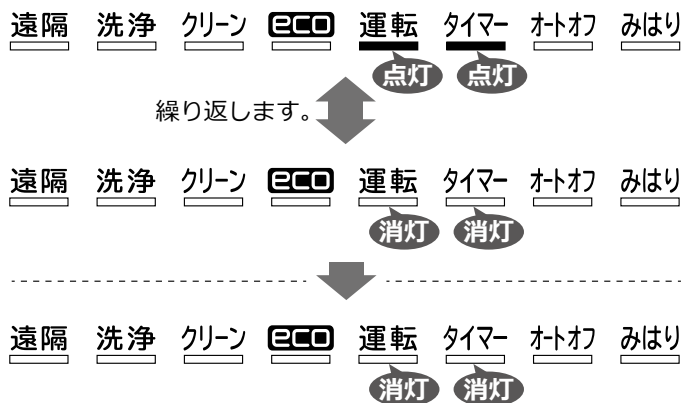 遠隔 洗浄 クリーン eco 運転 タイマー オートオフ みはり
点灯 点灯
繰り返します。
遠隔 洗浄 クリーン eco 運転 タイマー オートオフ みはり
消灯 消灯
遠隔 洗浄 クリーン eco 運転 タイマー オートオフ みはり
消灯 消灯